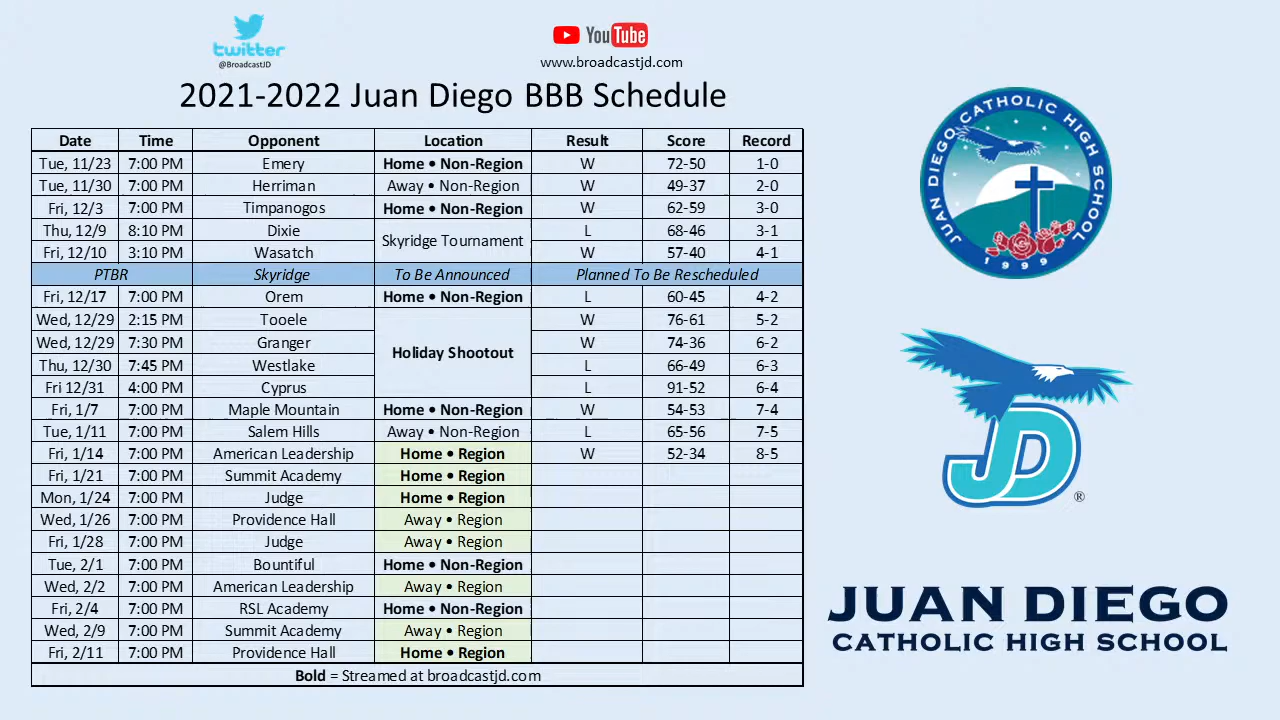 twitter
@BroadcastJD
YouTube
www.broadcastjd.com
2021-2022 Juan Diego BBB Schedule
Date Time Opponent Location Result Score Record
Tue, 11/23 7:00 PM Emery Home • Non-Region W 72-50 1-0
Tue, 11/30 7:00 PM Herriman Away • Non-Region W 49-37 2-0
Fri, 12/3 7:00 PM Timpanogos Home • Non-Region W 62-59 3-0
Thu, 12/9 8:10 PM Dixie Skyridge Tournament L 68-46 3-1
Fri, 12/10 3:10 PM Wasatch W 57-40 4-1
PTBR Skyridge To Be Announced Planned To Be Rescheduled
Fri, 12/17 7:00 PM Orem Home • Non-Region L 60-45 4-2
Wed, 12/29 2:15 PM Tooele Holiday Shootout W 76-61 5-2
Wed, 12/29 7:30 PM Granger W 74-36 6-2
Thu, 12/30 7:45 PM Westlake L 66-49 6-3
Fri 12/31 4:00 PM Cyprus L 91-52 6-4
Fri, 1/7 7:00 PM Maple Mountain Home • Non-Region W 54-53 7-4
Tue, 1/11 7:00 PM Salem Hills Away • Non-Region L 65-56 7-5
Fri, 1/14 7:00 PM American Leadership Home • Region W 52-34 8-5
Fri, 1/21 7:00 PM Summit Academy Home • Region
Mon, 1/24 7:00 PM Judge Home • Region
Wed, 1/26 7:00 PM Providence Hall Away • Region
Fri, 1/28 7:00 PM Judge Away • Region
Tue, 2/1 7:00 PM Bountiful Home • Non-Region
Wed, 2/2 7:00 PM American Leadership Away • Region
Fri, 2/4 7:00 PM RSL Academy Home • Non-Region
Wed, 2/9 7:00 PM Summit Academy Away • Region
Fri, 2/11 7:00 PM Providence Hall Home • Region
Bold = Streamed at broadcastjd.com
JUAN DIEGO CATHOLIC HIGH SCHOOL
1999
JD
®
JUAN DIEGO
CATHOLIC HIGH SCHOOL